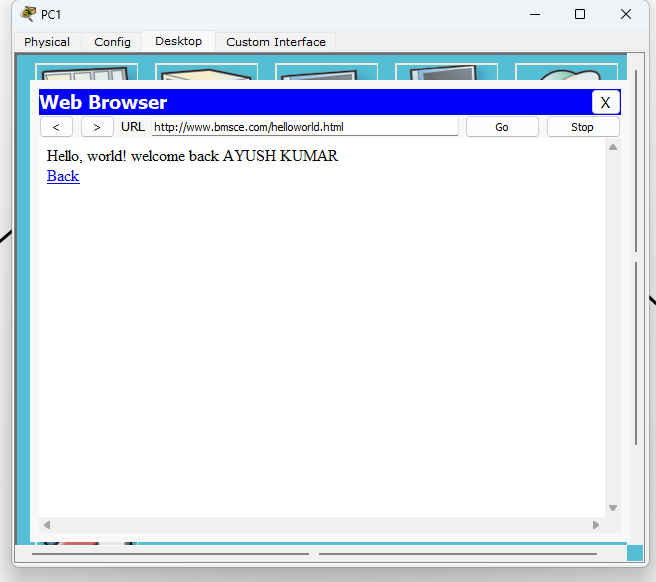 PC1
Physical Config Desktop Custom Interface
Web Browser X
< > URL http://www.bmsce.com/helloworld.html Go Stop
Hello, world! welcome back AYUSH KUMAR
Back